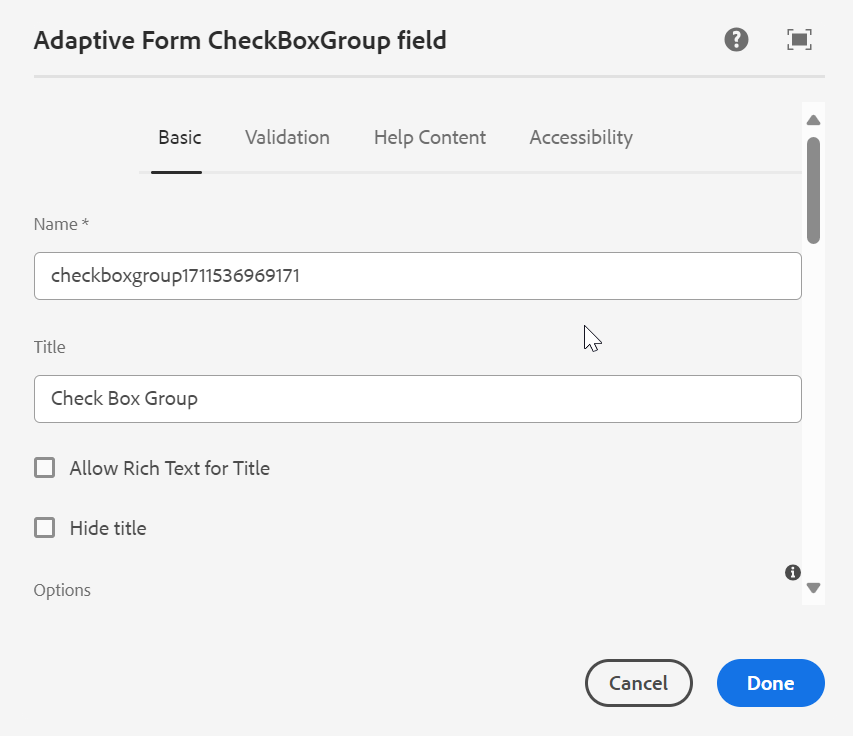 Adaptive Form CheckBoxGroup field
Basic Validation Help Content Accessibility
Name *
checkboxgroup1711536969171
Title
Check Box Group
Allow Rich Text for Title
Hide title
Options
Cancel Done